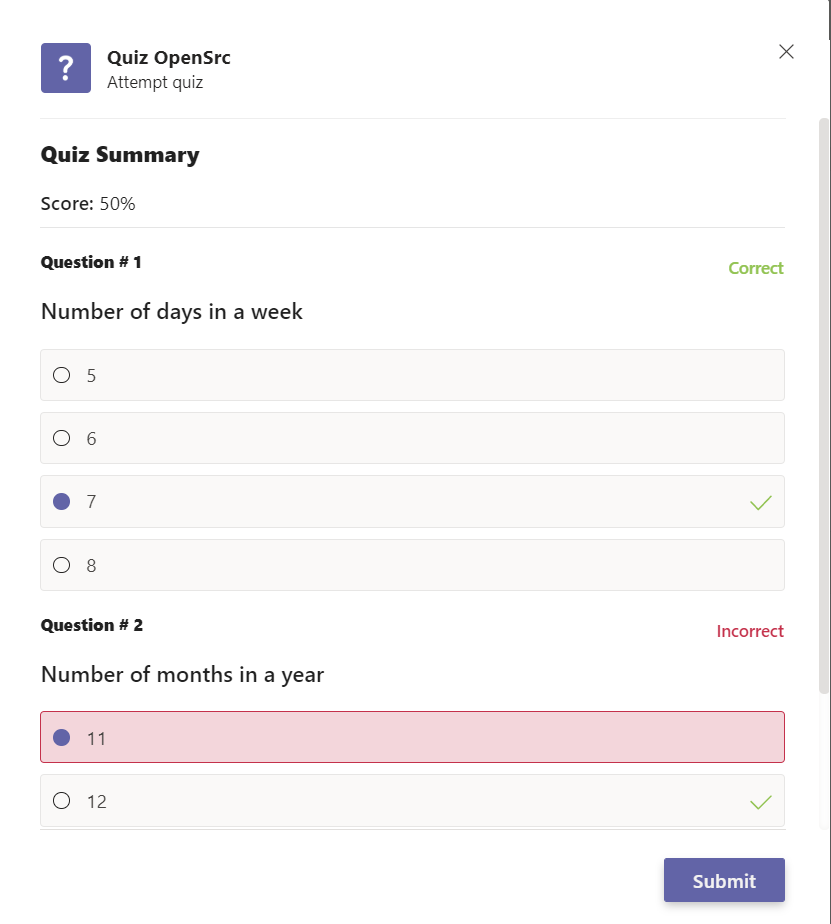 ?
Quiz OpenSrc
Attempt quiz
Quiz Summary
Score: 50%
Question # 1
Correct
Number of days in a week
5
6
7
8
Question # 2
Incorrect
Number of months in a year
11
12
Submit